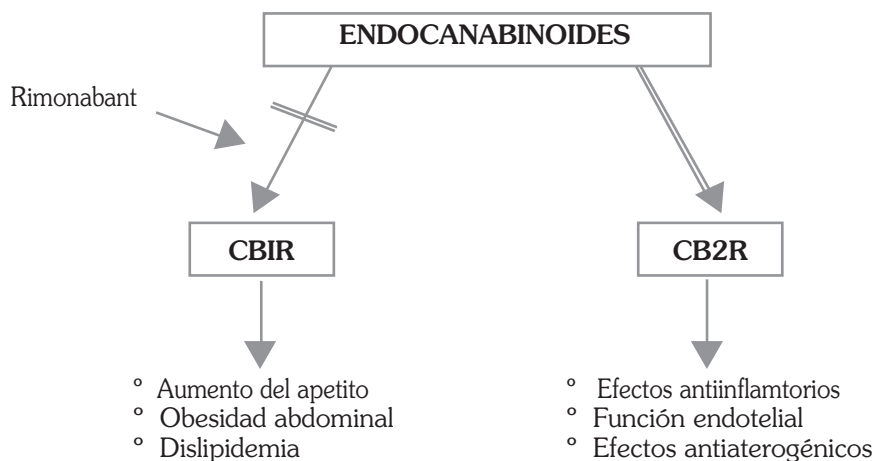 ENDOCANABINOIDES
Rimonabant
CBIR
CB2R
° Aumento del apetito
° Obesidad abdominal
° Dislipidemia
° Efectos antiinflamtorios
° Función endotelial
° Efectos antiaterogénicos